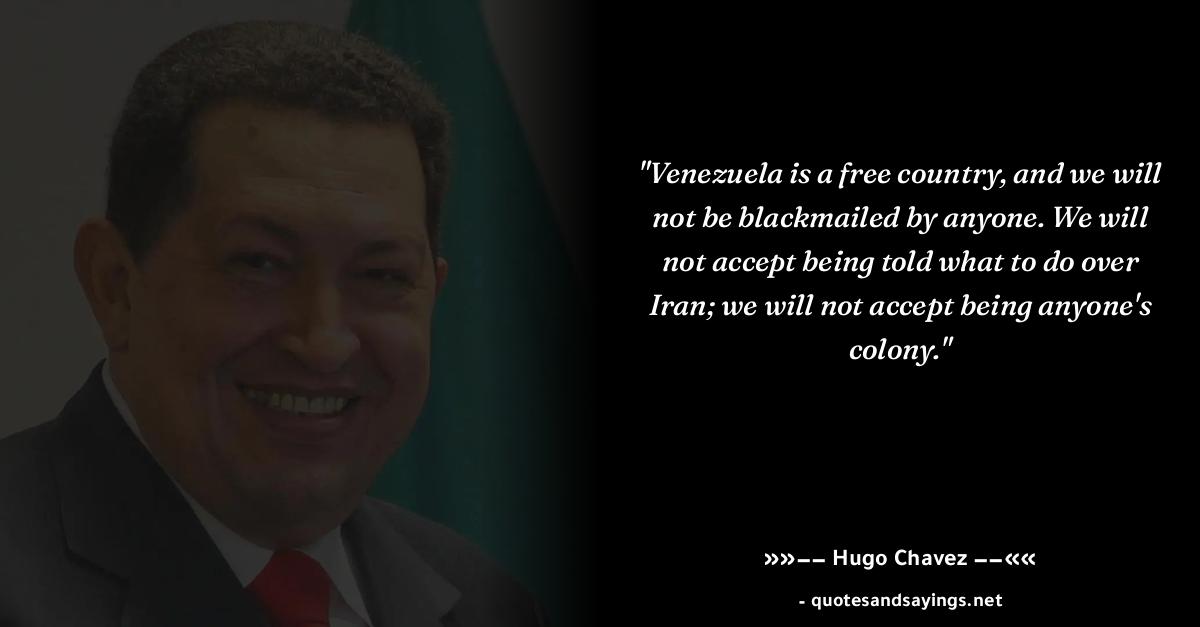 "Venezuela is a free country, and we will
not be blackmailed by anyone. We will
not accept being told what to do over
Iran; we will not accept being anyone's
colony."
»»−− Hugo Chavez −−««
- quotesandsayings.net